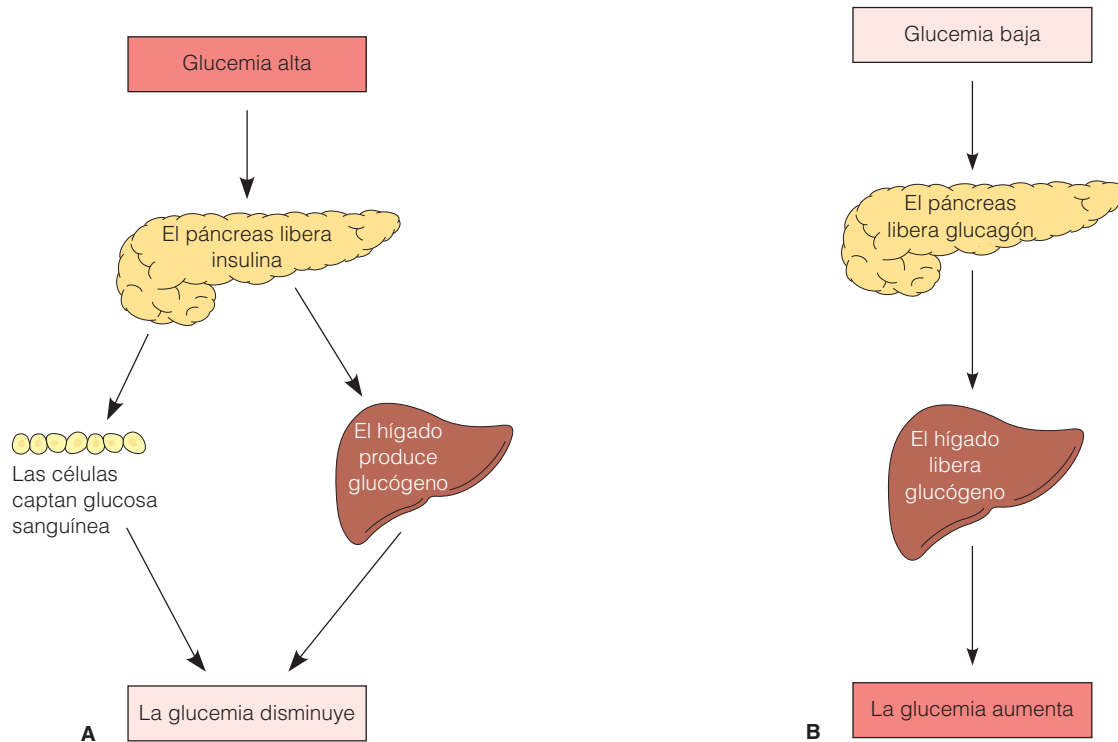 Glucemia alta
El páncreas libera
insulina
Las células
captan glucosa
sanguínea
El hígado
produce
glucógeno
La glucemia disminuye
A
Glucemia baja
El páncreas
libera glucagón
El hígado
libera
glucógeno
La glucemia aumenta
B